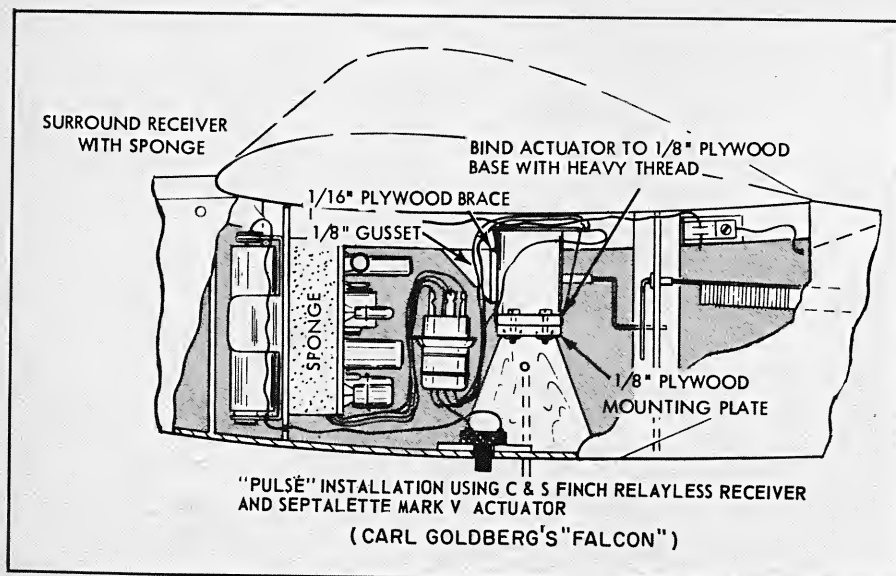 SURROUND RECEIVER
WITH SPONGE
BIND ACTUATOR TO 1/8" PLYWOOD
BASE WITH HEAVY THREAD
1/16" PLYWOOD BRACE
1/8" GUSSET
SPONGE
1/8" PLYWOOD
MOUNTING PLATE
"PULSE" INSTALLATION USING C & S FINCH RELAYLESS RECEIVER
AND SEPTALETTE MARK V ACTUATOR
(CARL GOLDBERG'S "FALCON")